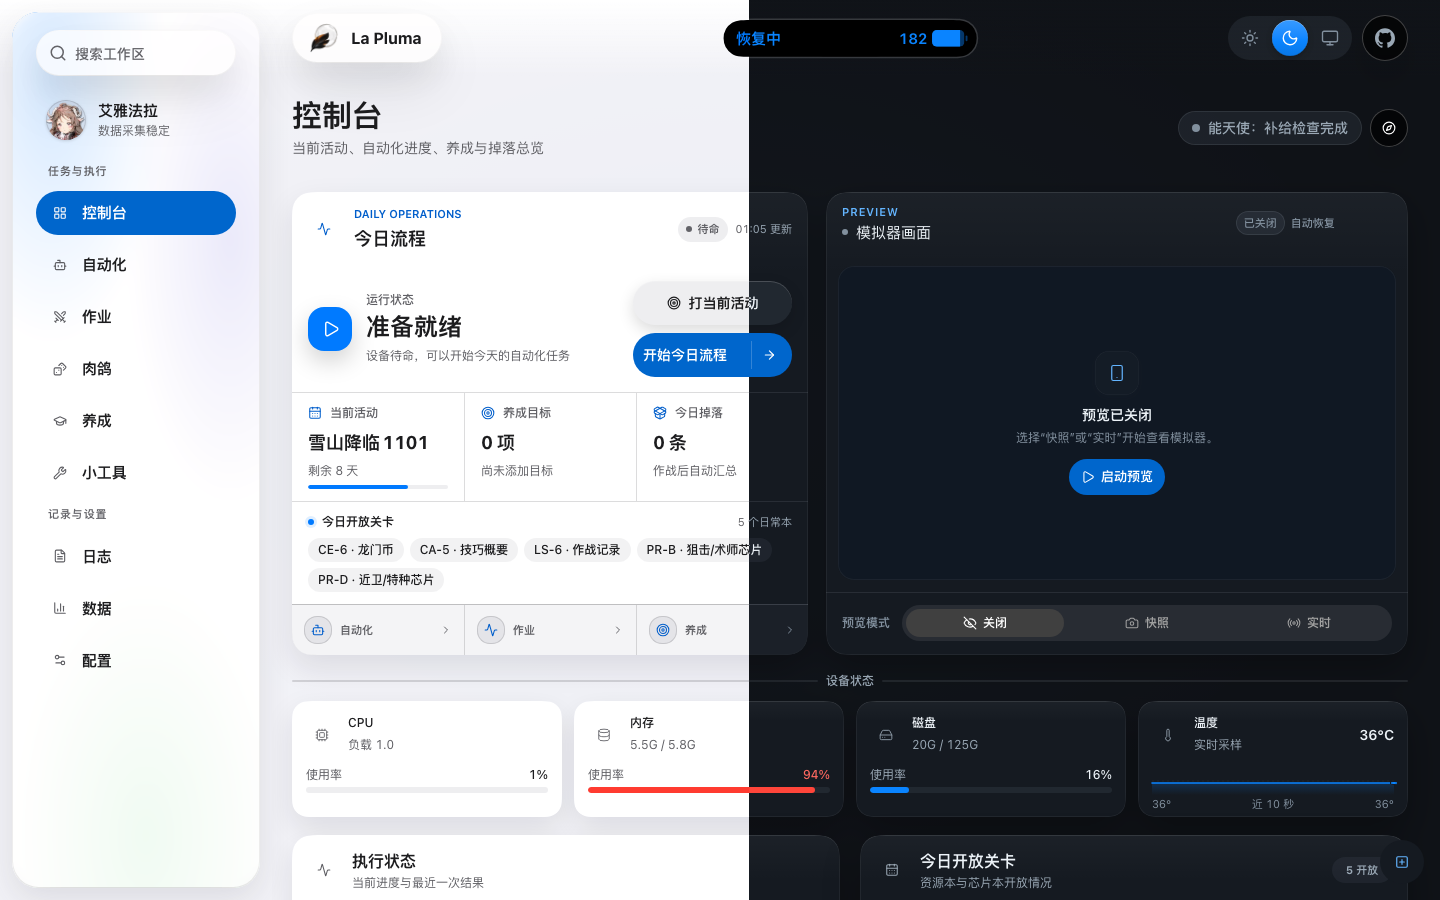 搜索工作区
艾雅法拉
数据采集稳定
任务与执行
控制台
自动化
作业
肉鸽
养成
小工具
记录与设置
日志
数据
配置
La Pluma
恢复中 182
控制台
当前活动、自动化进度、养成与掉落总览
能天使：补给检查完成
DAILY OPERATIONS
今日流程
待命 01:05 更新
运行状态
准备就绪
设备待命，可以开始今天的自动化任务
打当前活动
开始今日流程
当前活动
雪山降临 1101
剩余 8 天
养成目标
0 项
尚未添加目标
今日掉落
0 条
作战后自动汇总
今日开放关卡 5 个日常本
CE-6 · 龙门币 CA-5 · 技巧概要 LS-6 · 作战记录 PR-B · 狙击/术师芯片
PR-D · 近卫/特种芯片
自动化 作业 养成
PREVIEW
模拟器画面
已关闭 自动恢复
预览已关闭
选择“快照”或“实时”开始查看模拟器。
启动预览
预览模式 关闭 快照 实时
设备状态
CPU
负载 1.0
使用率 1%
内存
5.5G / 5.8G
使用率 94%
磁盘
20G / 125G
使用率 16%
温度
实时采样
36°C
36° 近 10 秒 36°
执行状态
当前进度与最近一次结果
今日开放关卡
资源本与芯片本开放情况
5 开放